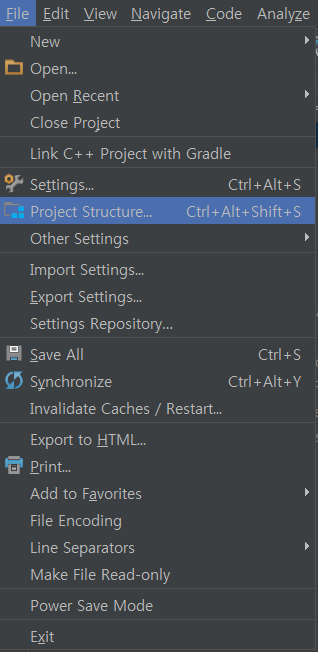 File Edit View Navigate Code Analyze
New
Open...
Open Recent
Close Project
Link C++ Project with Gradle
Settings... Ctrl+Alt+S
Project Structure... Ctrl+Alt+Shift+S
Other Settings
Import Settings...
Export Settings...
Settings Repository...
Save All Ctrl+S
Synchronize Ctrl+Alt+Y
Invalidate Caches / Restart...
Export to HTML...
Print...
Add to Favorites
File Encoding
Line Separators
Make File Read-only
Power Save Mode
Exit